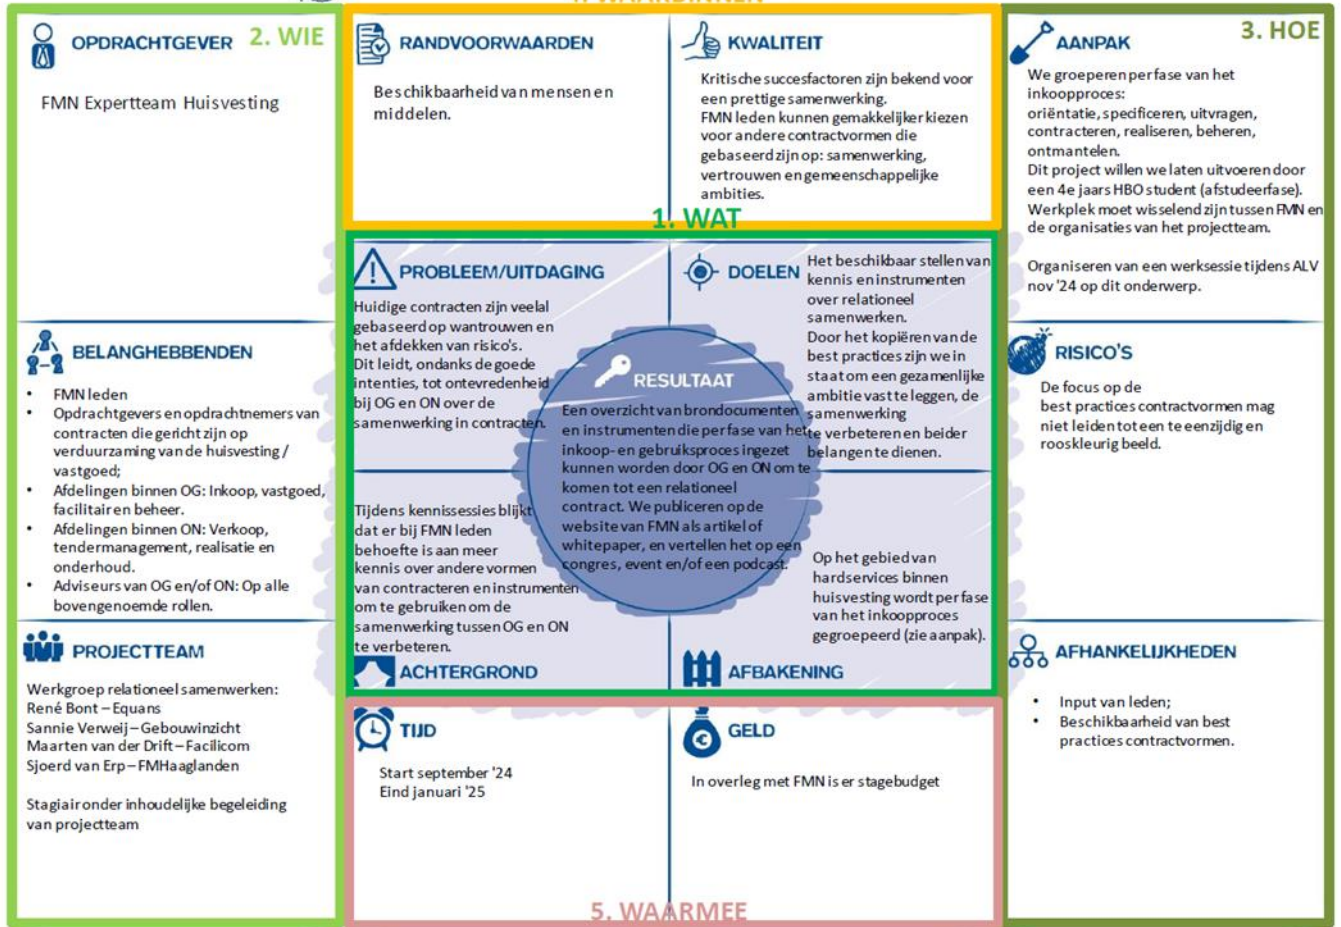 2. WIE
OPDRACHTGEVER
FMN Expertteam Huisvesting
BELANGHEBBENDEN
• FMN leden
• Opdrachtgevers en opdrachtnemers van
contracten die gericht zijn op
verduurzaming van de huisvesting /
vastgoed;
• Afdelingen binnen OG: Inkoop, vastgoed,
facilitair en beheer.
• Afdelingen binnen ON: Verkoop,
tendermanagement, realisatie en
onderhoud.
• Adviseurs van OG en/of ON: Op alle
bovengenoemde rollen.
PROJECTTEAM
Werkgroep relationeel samenwerken:
René Bont – Equans
Sannie Verweij – Gebouwinzicht
Maarten van der Drift – Facilicom
Sjoerd van Erp – FMHaaglanden
Stagiair onder inhoudelijke begeleiding
van projectteam
RANDVOORWAARDEN
Beschikbaarheid van mensen en
middelen.
KWALITEIT
Kritische succesfactoren zijn bekend voor
een prettige samenwerking.
FMN leden kunnen gemakkelijker kiezen
voor andere contractvormen die
gebaseerd zijn op: samenwerking,
vertrouwen en gemeenschappelijke
ambities.
1. WAT
PROBLEEM/UITDAGING
Huidige contracten zijn veelal
gebaseerd op wantrouwen en
het afdekken van risico's.
Dit leidt, ondanks de goede
intenties, tot ontevredenheid
bij OG en ON over de
samenwerking in contracten.
DOELEN
Het beschikbaar stellen van
kennis en instrumenten
over relationeel
samenwerken.
Door het kopiëren van de
best practices zijn we in
staat om een gezamenlijke
ambitie vast te leggen, de
samenwerking
te verbeteren en beider
belangen te dienen.
RESULTAAT
Een overzicht van brondocumenten
en instrumenten die per fase van het
inkoop- en gebruiksproces ingezet
kunnen worden door OG en ON om te
komen tot een relationeel
contract. We publiceren op de
website van FMN als artikel of
whitepaper, en vertellen het op een
congres, event en/of een podcast.
Tijdens kennissessies blijkt
dat er bij FMN leden
behoefte is aan meer
kennis over andere vormen
van contracteren en instrumenten
om te gebruiken om de
samenwerking tussen OG en ON
te verbeteren.
ACHTERGROND
Op het gebied van
hardservices binnen
huisvesting wordt per fase
van het inkoopproces
gegroepeerd (zie aanpak).
AFBAKENING
TIJD
Start september '24
Eind januari '25
GELD
In overleg met FMN is er stagebudget
5. WAARMEE
3. HOE
AANPAK
We groeperen per fase van het
inkoopproces:
oriëntatie, specificeren, uitvragen,
contracteren, realiseren, beheren,
ontmantelen.
Dit project willen we laten uitvoeren door
een 4e jaars HBO student (afstudeerfase).
Werkplek moet wisselend zijn tussen FMN en
de organisaties van het projectteam.
Organiseren van een werksessie tijdens ALV
nov '24 op dit onderwerp.
RISICO'S
De focus op de
best practices contractvormen mag
niet leiden tot een te eenzijdig en
rooskleurig beeld.
AFHANKELIJKHEDEN
• Input van leden;
• Beschikbaarheid van best
practices contractvormen.